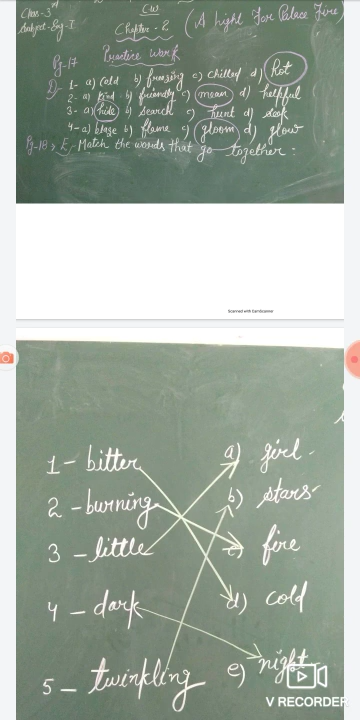 Class-3rd
CW
Subject-Eng-I
Chapter-2 (A light For Palace Fire)
Pg-17
Practice Work
D- 1- a) Cold b) freezing c) chilled d) hot
2- a) kind b) friendly c) mean d) helpful
3- a) hide b) search c) hunt d) seek
4- a) blaze b) flame c) gloom d) glow
Pg-18, E- Match the words that go together:
Scanned with CamScanner
1- bitter a) girl
2- burning b) stars
3- little c) fire
4- dark d) cold
5- twinkling e) night
V RECORDER